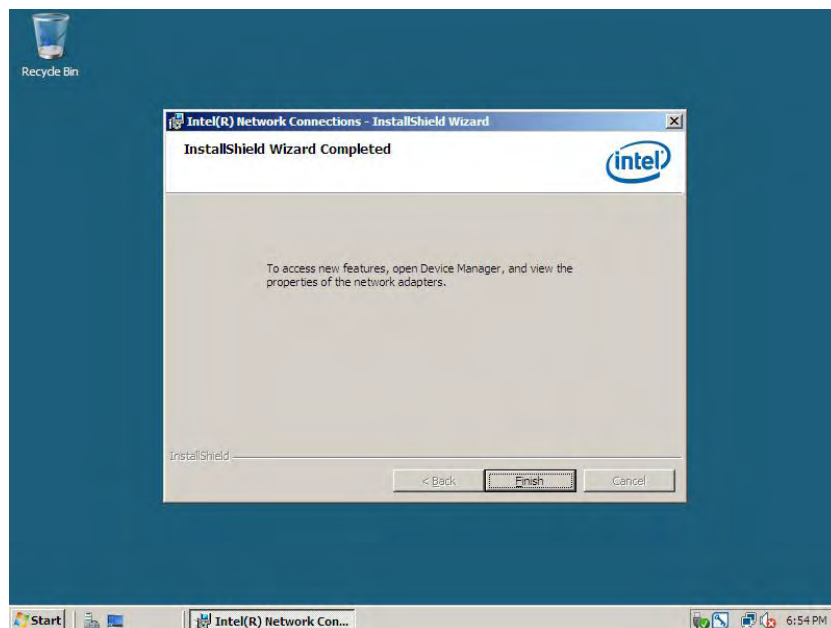 Recycle Bin
Intel(R) Network Connections - InstallShield Wizard
InstallShield Wizard Completed
intel
To access new features, open Device Manager, and view the
properties of the network adapters.
InstallShield
< Back
Finish
Cancel
Start
Intel(R) Network Con...
6:54 PM